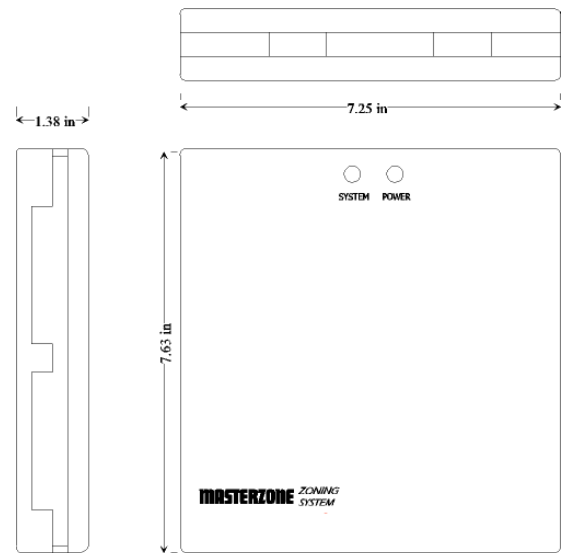 7.25 in
1.38 in
SYSTEM POWER
7.63 in
MASTERZONE ZONING
SYSTEM